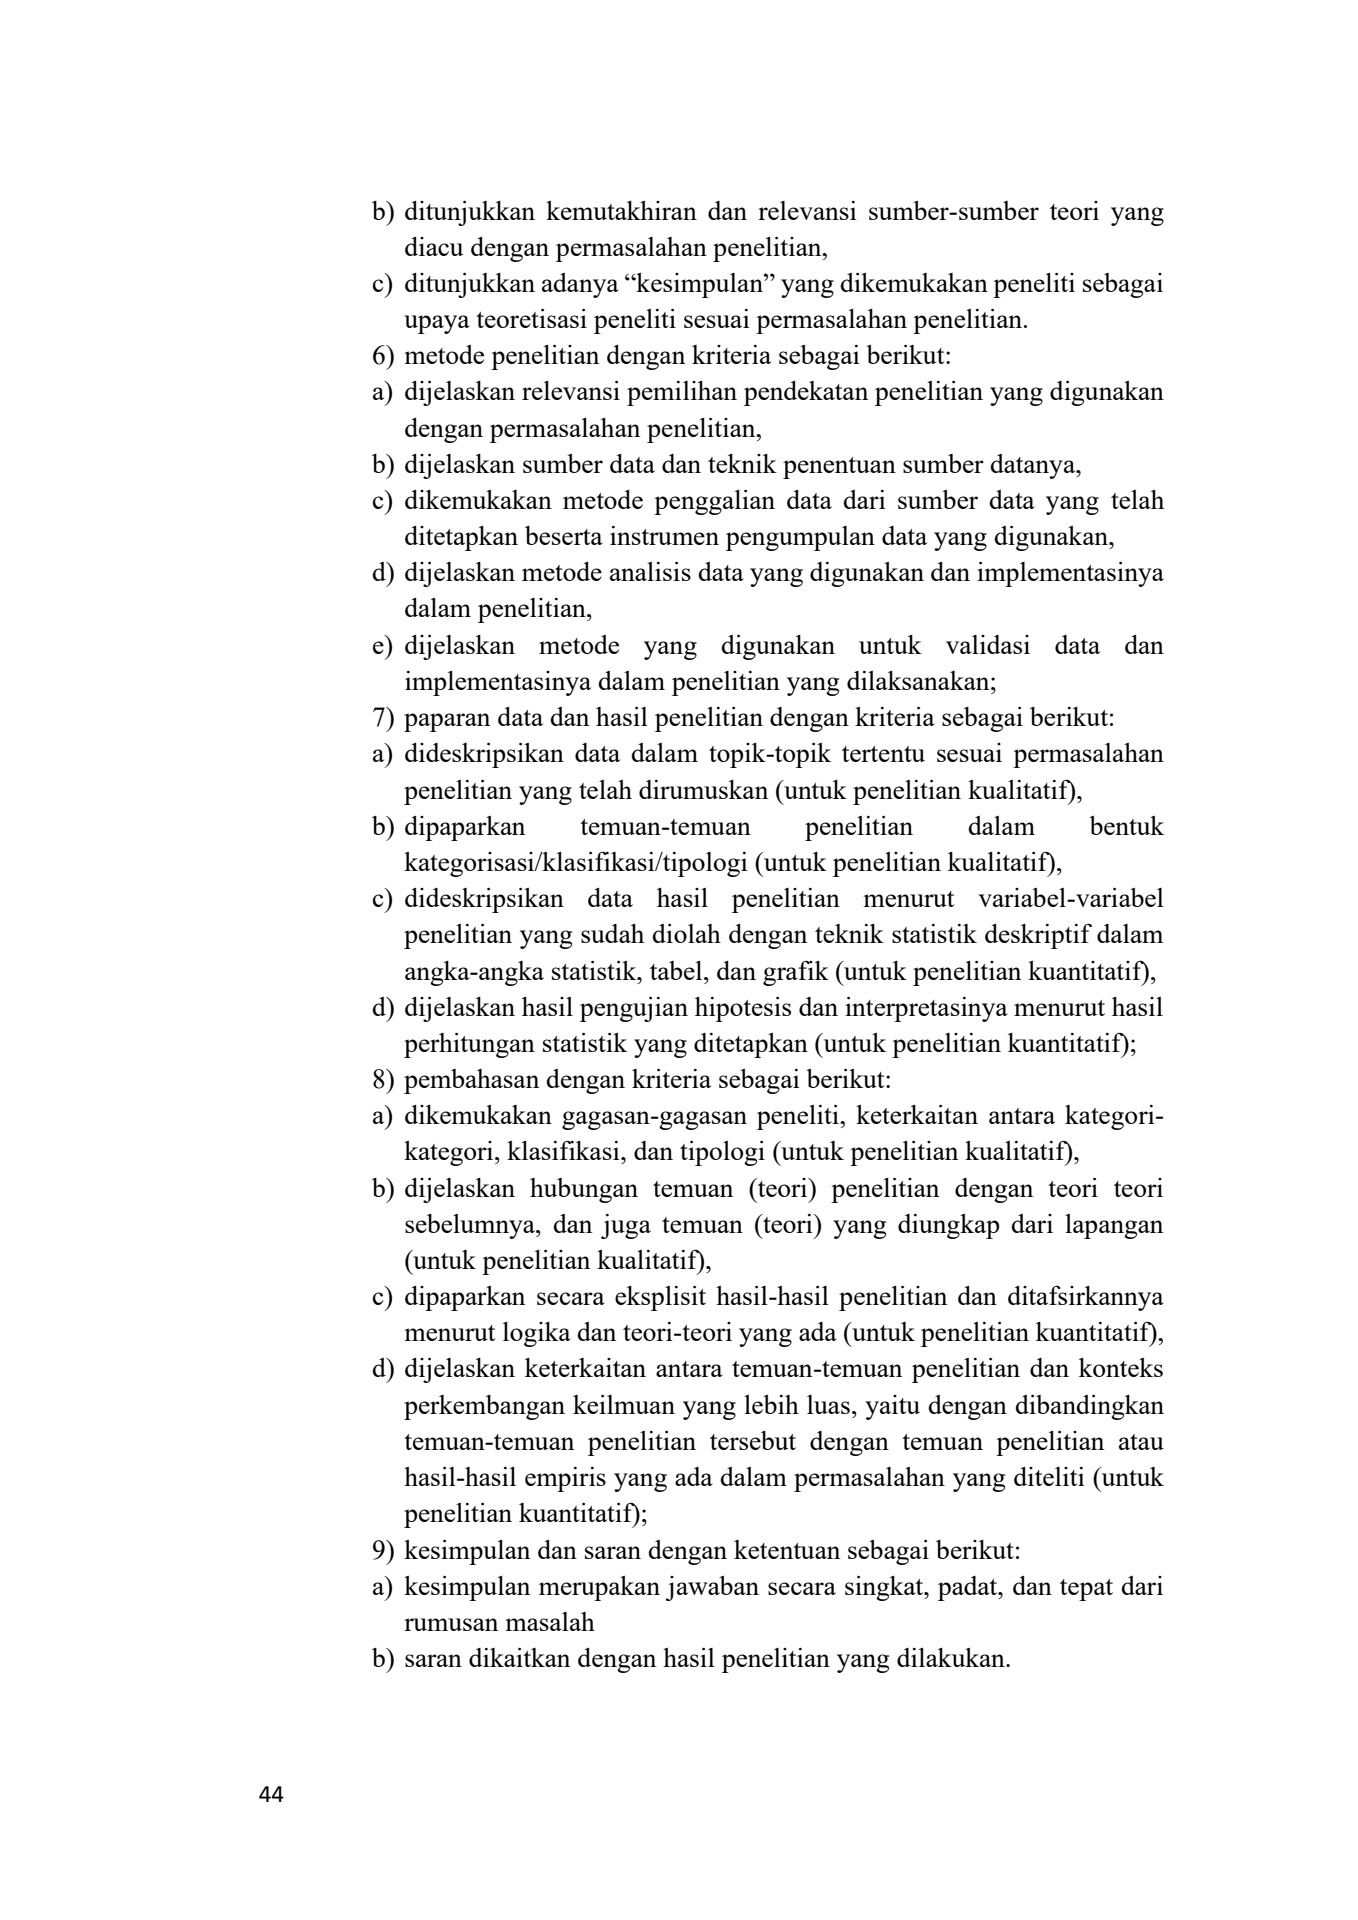 b) ditunjukkan kemutakhiran dan relevansi sumber-sumber teori yang
diacu dengan permasalahan penelitian,
c) ditunjukkan adanya “kesimpulan” yang dikemukakan peneliti sebagai
upaya teoretisasi peneliti sesuai permasalahan penelitian.
6) metode penelitian dengan kriteria sebagai berikut:
a) dijelaskan relevansi pemilihan pendekatan penelitian yang digunakan
dengan permasalahan penelitian,
b) dijelaskan sumber data dan teknik penentuan sumber datanya,
c) dikemukakan metode penggalian data dari sumber data yang telah
ditetapkan beserta instrumen pengumpulan data yang digunakan,
d) dijelaskan metode analisis data yang digunakan dan implementasinya
dalam penelitian,
e) dijelaskan metode yang digunakan untuk validasi data dan
implementasinya dalam penelitian yang dilaksanakan;
7) paparan data dan hasil penelitian dengan kriteria sebagai berikut:
a) dideskripsikan data dalam topik-topik tertentu sesuai permasalahan
penelitian yang telah dirumuskan (untuk penelitian kualitatif),
b) dipaparkan temuan-temuan penelitian dalam bentuk
kategorisasi/klasifikasi/tipologi (untuk penelitian kualitatif),
c) dideskripsikan data hasil penelitian menurut variabel-variabel
penelitian yang sudah diolah dengan teknik statistik deskriptif dalam
angka-angka statistik, tabel, dan grafik (untuk penelitian kuantitatif),
d) dijelaskan hasil pengujian hipotesis dan interpretasinya menurut hasil
perhitungan statistik yang ditetapkan (untuk penelitian kuantitatif);
8) pembahasan dengan kriteria sebagai berikut:
a) dikemukakan gagasan-gagasan peneliti, keterkaitan antara kategori-
kategori, klasifikasi, dan tipologi (untuk penelitian kualitatif),
b) dijelaskan hubungan temuan (teori) penelitian dengan teori teori
sebelumnya, dan juga temuan (teori) yang diungkap dari lapangan
(untuk penelitian kualitatif),
c) dipaparkan secara eksplisit hasil-hasil penelitian dan ditafsirkannya
menurut logika dan teori-teori yang ada (untuk penelitian kuantitatif),
d) dijelaskan keterkaitan antara temuan-temuan penelitian dan konteks
perkembangan keilmuan yang lebih luas, yaitu dengan dibandingkan
temuan-temuan penelitian tersebut dengan temuan penelitian atau
hasil-hasil empiris yang ada dalam permasalahan yang diteliti (untuk
penelitian kuantitatif);
9) kesimpulan dan saran dengan ketentuan sebagai berikut:
a) kesimpulan merupakan jawaban secara singkat, padat, dan tepat dari
rumusan masalah
b) saran dikaitkan dengan hasil penelitian yang dilakukan.
44